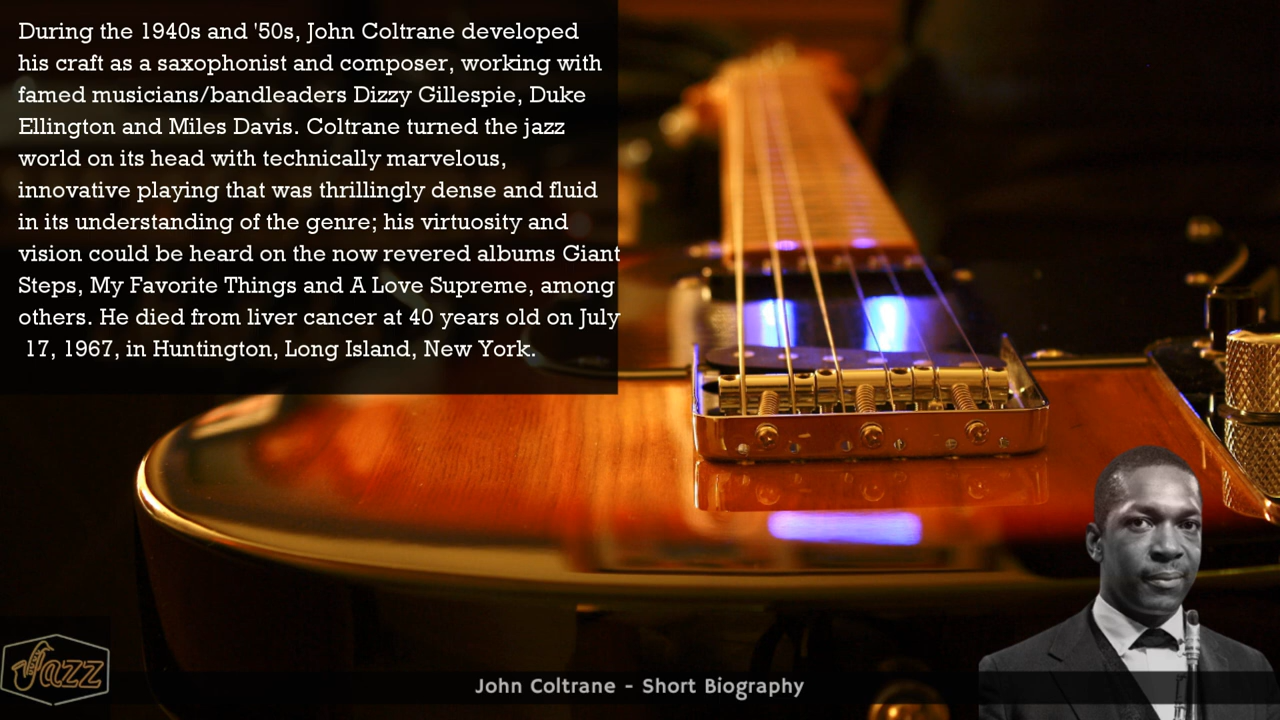 During the 1940s and '50s, John Coltrane developed
his craft as a saxophonist and composer, working with
famed musicians/bandleaders Dizzy Gillespie, Duke
Ellington and Miles Davis. Coltrane turned the jazz
world on its head with technically marvelous,
innovative playing that was thrillingly dense and fluid
in its understanding of the genre; his virtuosity and
vision could be heard on the now revered albums Giant
Steps, My Favorite Things and A Love Supreme, among
others. He died from liver cancer at 40 years old on July
17, 1967, in Huntington, Long Island, New York.
Jazz
John Coltrane - Short Biography